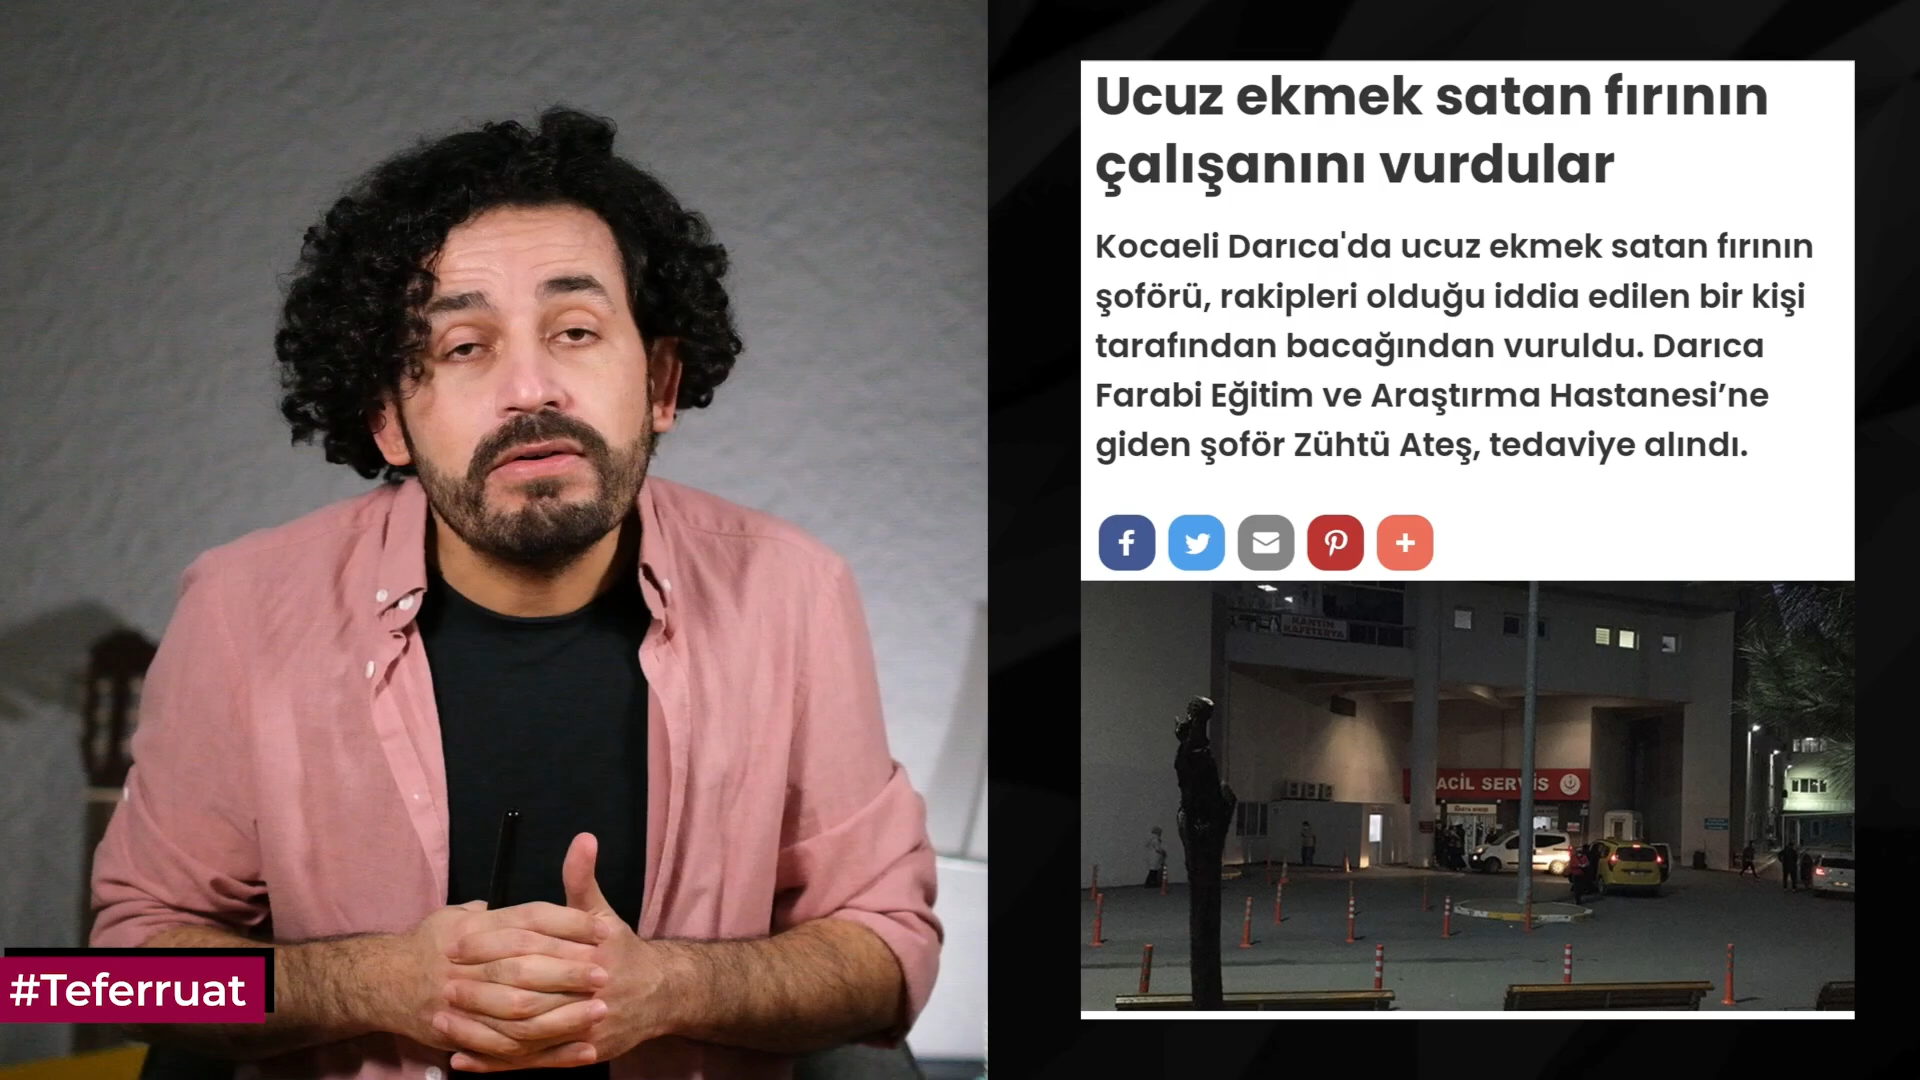 Ucuz ekmek satan fırının
çalışanını vurdular
Kocaeli Darıca'da ucuz ekmek satan fırının
şoförü, rakipleri olduğu iddia edilen bir kişi
tarafından bacağından vuruldu. Darıca
Farabi Eğitim ve Araştırma Hastanesi’ne
giden şoför Zühtü Ateş, tedaviye alındı.
KANTİN
KAFETERYA
ACİL SERVİS
#Teferruat